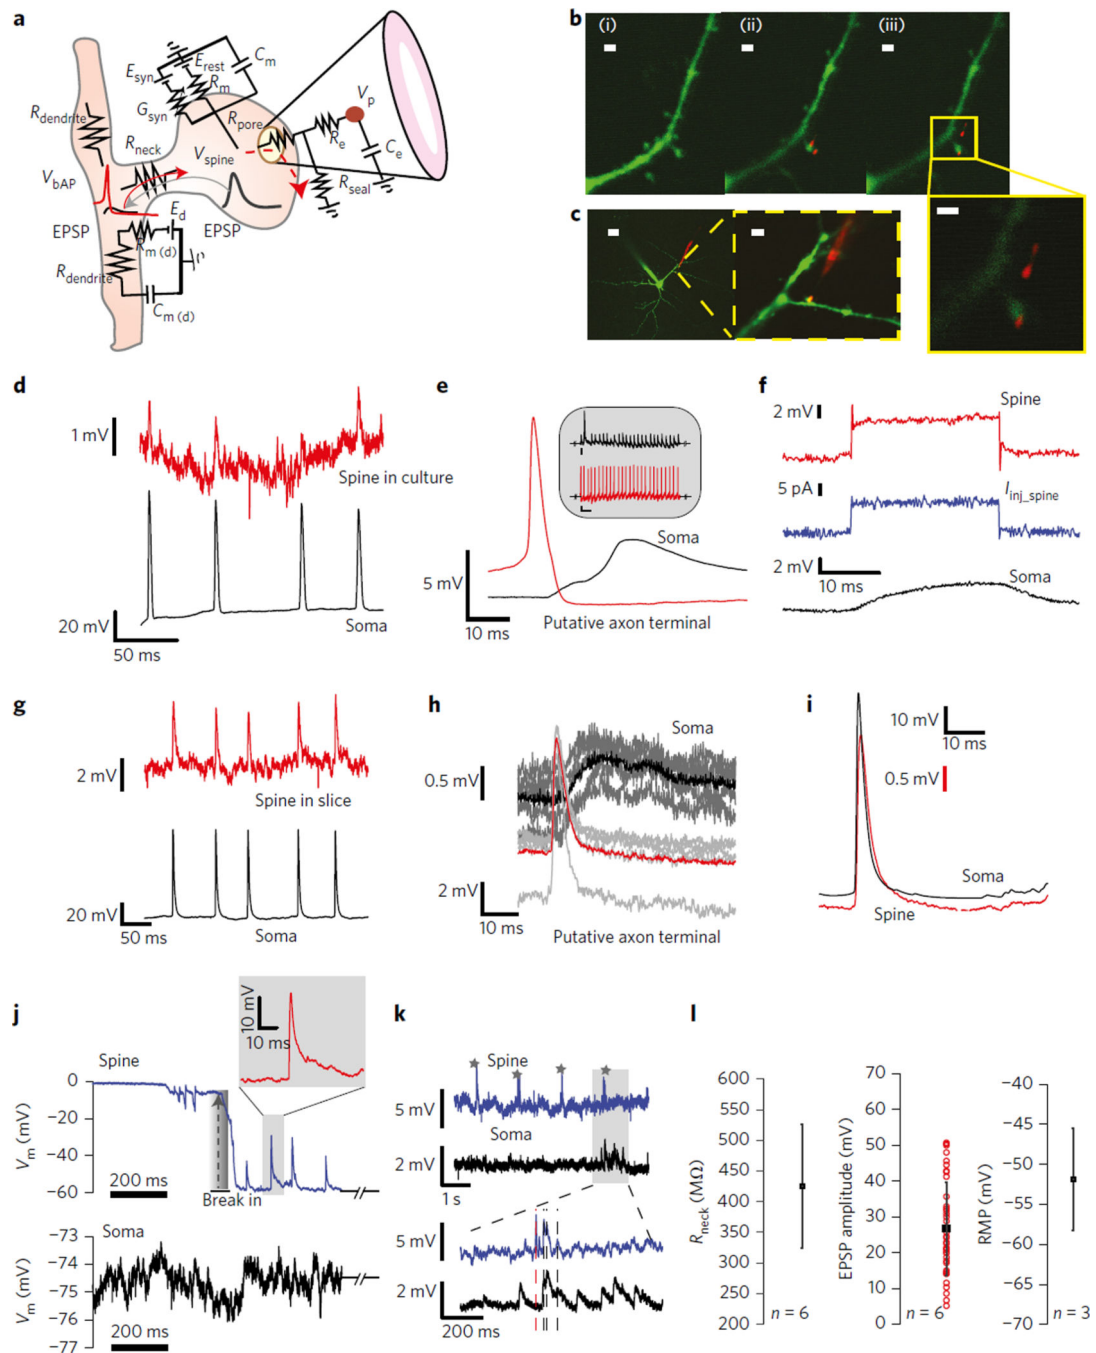 a
E_syn
E_rest
C_m
R_m
G_syn
R_dendrite
R_pore
V_p
R_neck
R_e
C_e
V_spine
V_bAP
R_seal
EPSP
E_d
EPSP
R_m (d)
R_dendrite
C_m (d)
b
(i)
(ii)
(iii)
c
d
1 mV
Spine in culture
20 mV
50 ms
Soma
e
Soma
5 mV
10 ms
Putative axon terminal
f
2 mV
Spine
5 pA
I_inj_spine
2 mV
10 ms
Soma
g
2 mV
Spine in slice
20 mV
50 ms
Soma
h
Soma
0.5 mV
2 mV
10 ms
Putative axon terminal
i
10 mV
10 ms
0.5 mV
Soma
Spine
j
10 mV
10 ms
Spine
0
−20
−40
−60
V_m (mV)
200 ms
Break in
Soma
−73
−74
−75
−76
−77
V_m (mV)
200 ms
k
Spine
5 mV
Soma
2 mV
1 s
5 mV
2 mV
200 ms
l
600
550
500
450
400
350
300
250
200
R_neck (MΩ)
n = 6
70
60
50
40
30
20
10
0
EPSP amplitude (mV)
n = 6
−40
−45
−50
−55
−60
−65
−70
RMP (mV)
n = 3